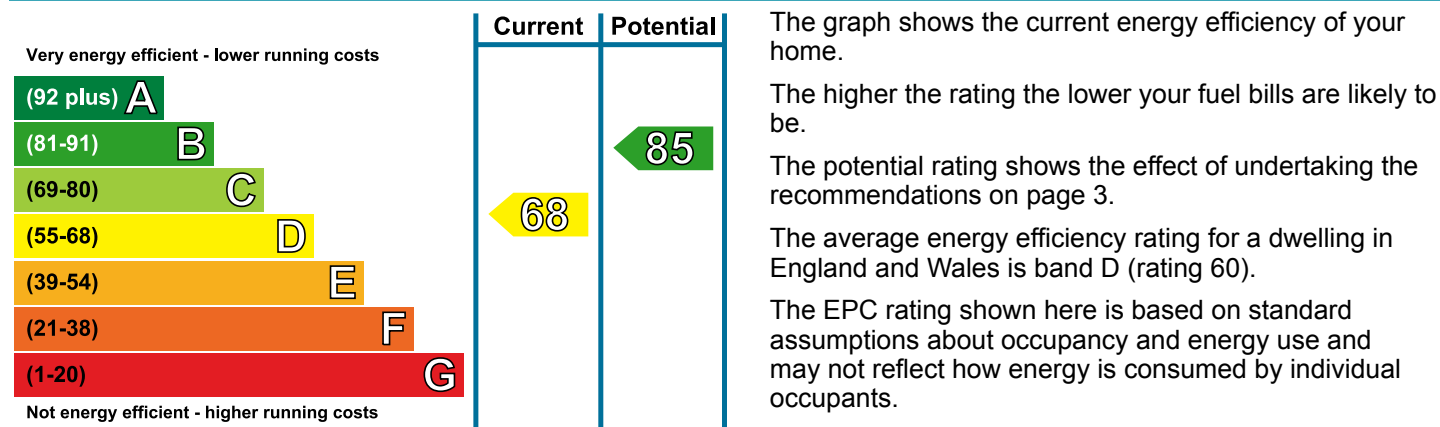 Current Potential
Very energy efficient - lower running costs
(92 plus) A
(81-91) B
85
(69-80) C
68
(55-68) D
(39-54) E
(21-38) F
(1-20) G
Not energy efficient - higher running costs
The graph shows the current energy efficiency of your
home.
The higher the rating the lower your fuel bills are likely to
be.
The potential rating shows the effect of undertaking the
recommendations on page 3.
The average energy efficiency rating for a dwelling in
England and Wales is band D (rating 60).
The EPC rating shown here is based on standard
assumptions about occupancy and energy use and
may not reflect how energy is consumed by individual
occupants.